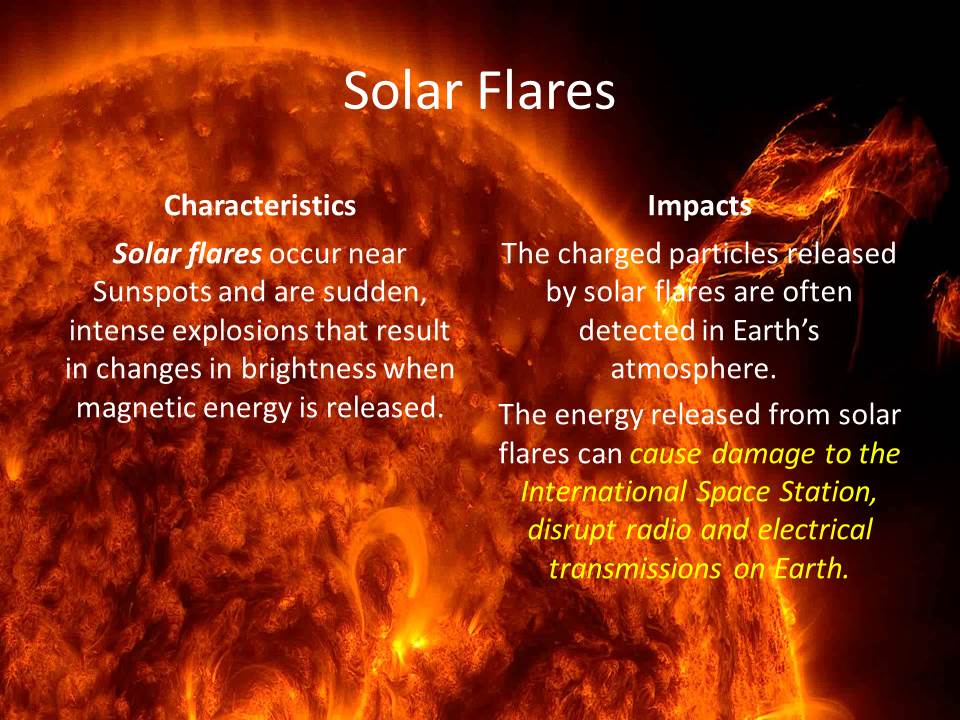 Solar Flares
Characteristics
Solar flares occur near
Sunspots and are sudden,
intense explosions that result
in changes in brightness when
magnetic energy is released.
Impacts
The charged particles released
by solar flares are often
detected in Earth’s
atmosphere.
The energy released from solar
flares can cause damage to the
International Space Station,
disrupt radio and electrical
transmissions on Earth.